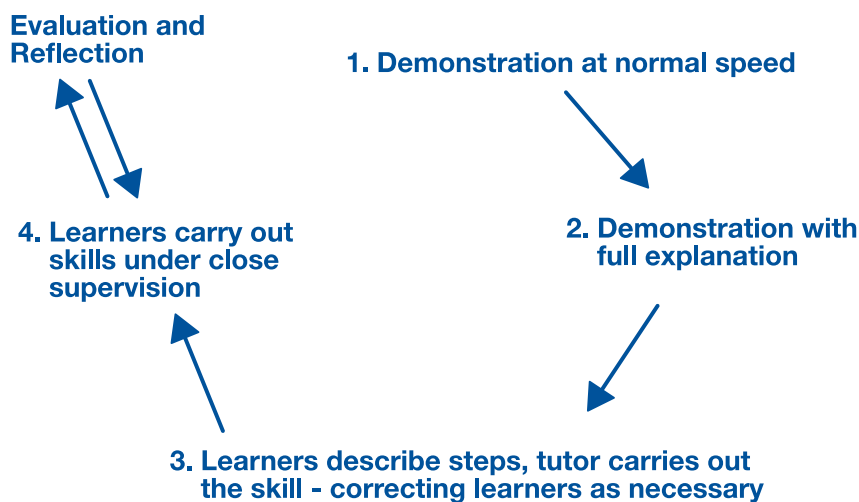 Evaluation and
Reflection
1. Demonstration at normal speed
2. Demonstration with
full explanation
3. Learners describe steps, tutor carries out
the skill - correcting learners as necessary
4. Learners carry out
skills under close
supervision